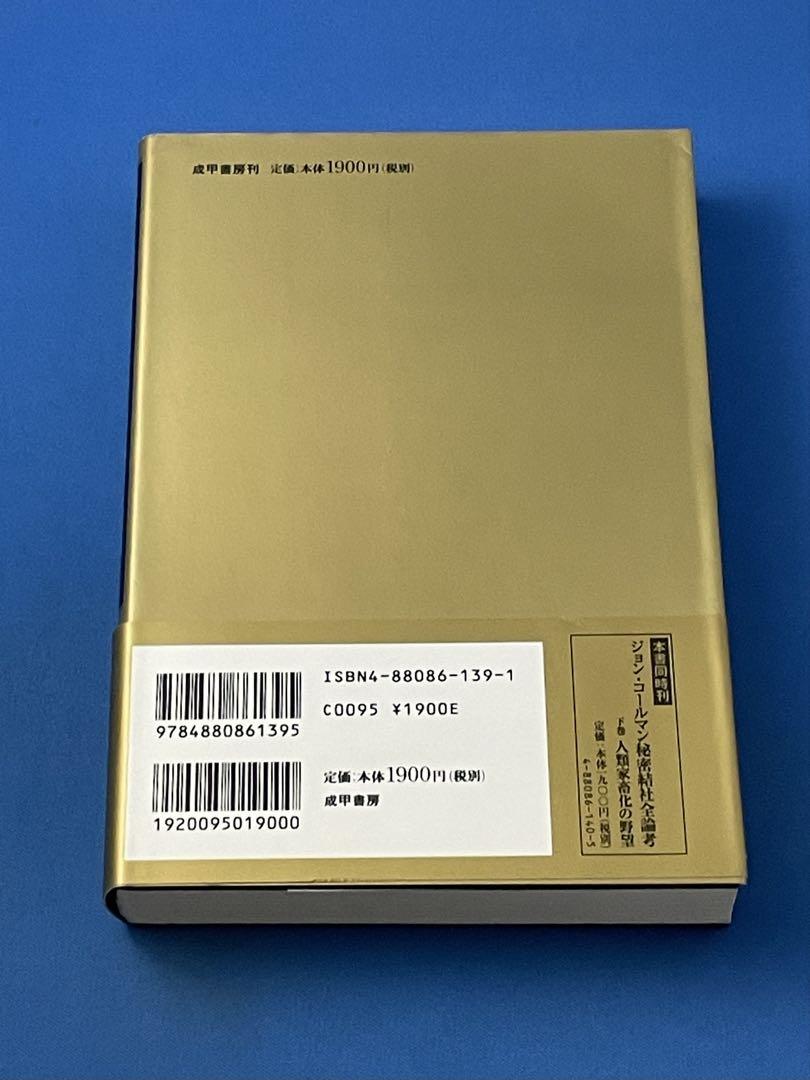 成甲書房刊 定価:本体1900円(税別)
ISBN4-88086-139-1
C0095 ¥1900E
9784880861395
定価:本体1900円(税別)
成甲書房
1920095019000
本書同時刊
ジョン・コールマン秘密結社全論考
下巻 人類家畜化の野望
定価:本体一九〇〇円(税別)
4-88086-140-5